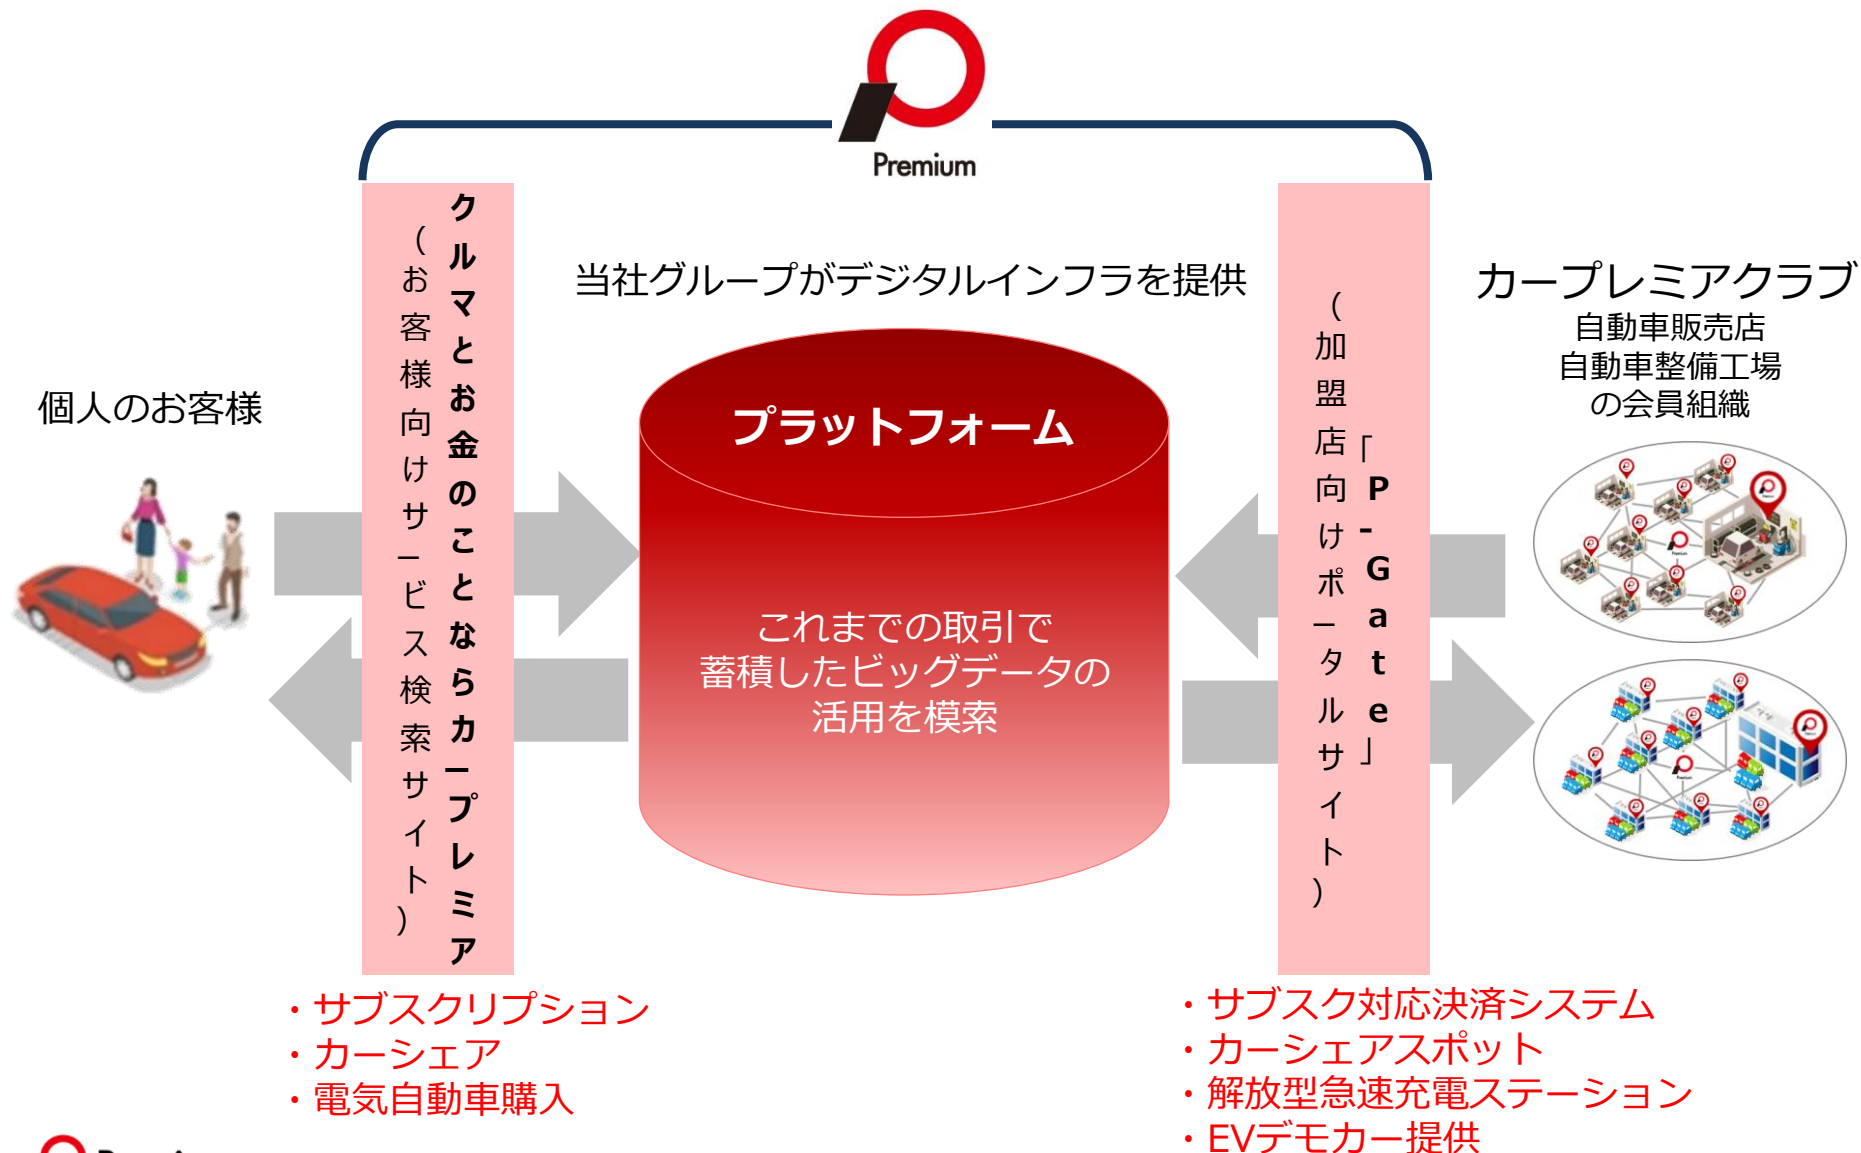 Premium
当社グループがデジタルインフラを提供
個人のお客様
クルマとお金のことならカープレミア
（お客様向けサービス検索サイト）
プラットフォーム
これまでの取引で
蓄積したビッグデータの
活用を模索
「P-Gate」
（加盟店向けポータルサイト）
カープレミアクラブ
自動車販売店
自動車整備工場
の会員組織
・サブスクリプション
・カーシェア
・電気自動車購入
・サブスク対応決済システム
・カーシェアスポット
・解放型急速充電ステーション
・EVデモカー提供